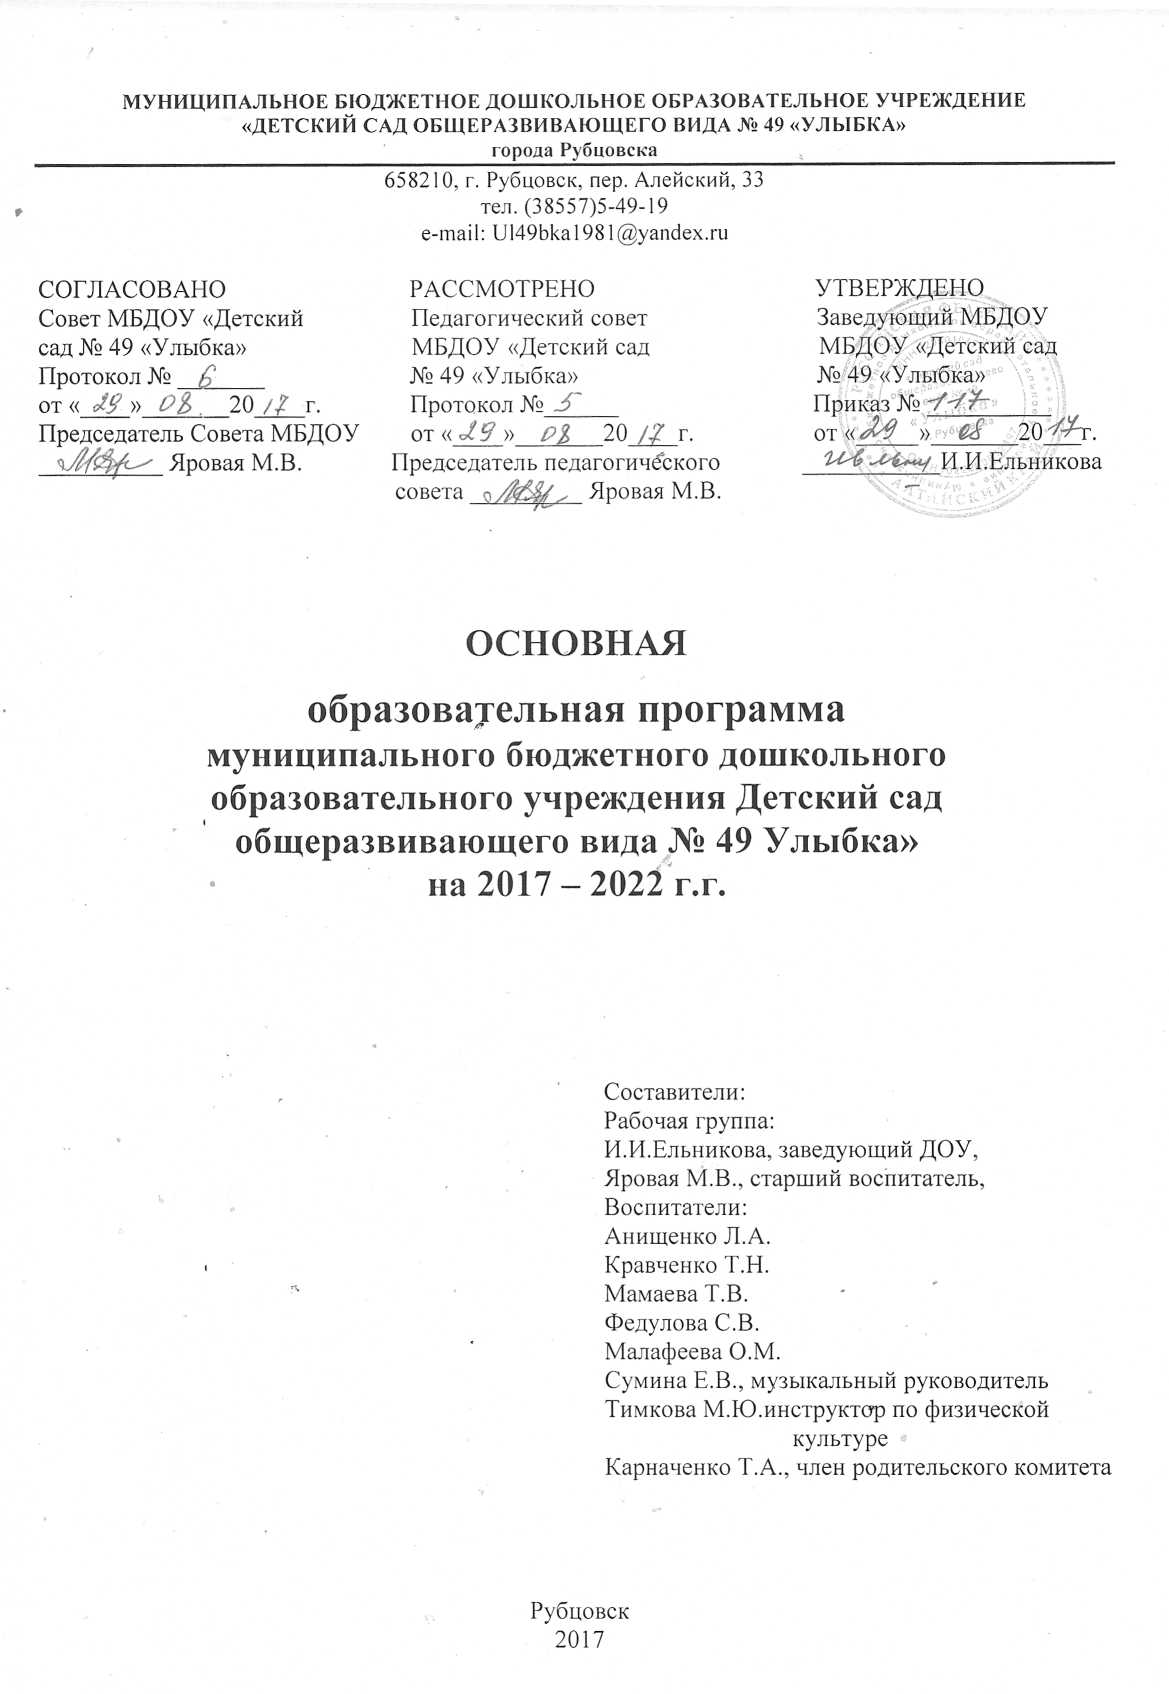 МУНИЦИПАЛЬНОЕ БЮДЖЕТНОЕ ДОШКОЛЬНОЕ ОБРАЗОВАТЕЛЬНОЕ УЧРЕЖДЕНИЕ
«ДЕТСКИЙ САД ОБЩЕРАЗВИВАЮЩЕГО ВИДА № 49 «УЛЫБКА»
города Рубцовска
658210, г. Рубцовск, пер. Алейский, 33
тел. (38557)5-49-19
e-mail: Ul49bka1981@yandex.ru
СОГЛАСОВАНО
Совет МБДОУ «Детский
сад № 49 «Улыбка»
Протокол № 6
от «29» 08 2017г.
Председатель Совета МБДОУ
Яровая М.В.
РАССМОТРЕНО
Педагогический совет
МБДОУ «Детский сад
№ 49 «Улыбка»
Протокол № 5
от «29» 08 2017г.
Председатель педагогического
совета Яровая М.В.
УТВЕРЖДЕНО
Заведующий МБДОУ
МБДОУ «Детский сад
№ 49 «Улыбка»
Приказ № 117
от «29» 08 2017г.
И.И.Ельникова
ОСНОВНАЯ
образовательная программа
муниципального бюджетного дошкольного
образовательного учреждения Детский сад
общеразвивающего вида № 49 Улыбка»
на 2017 – 2022 г.г.
Составители:
Рабочая группа:
И.И.Ельникова, заведующий ДОУ,
Яровая М.В., старший воспитатель,
Воспитатели:
Анищенко Л.А.
Кравченко Т.Н.
Мамаева Т.В.
Федулова С.В.
Малафеева О.М.
Сумина Е.В., музыкальный руководитель
Тимкова М.Ю.инструктор по физической
культуре
Карначенко Т.А., член родительского комитета
Рубцовск
2017